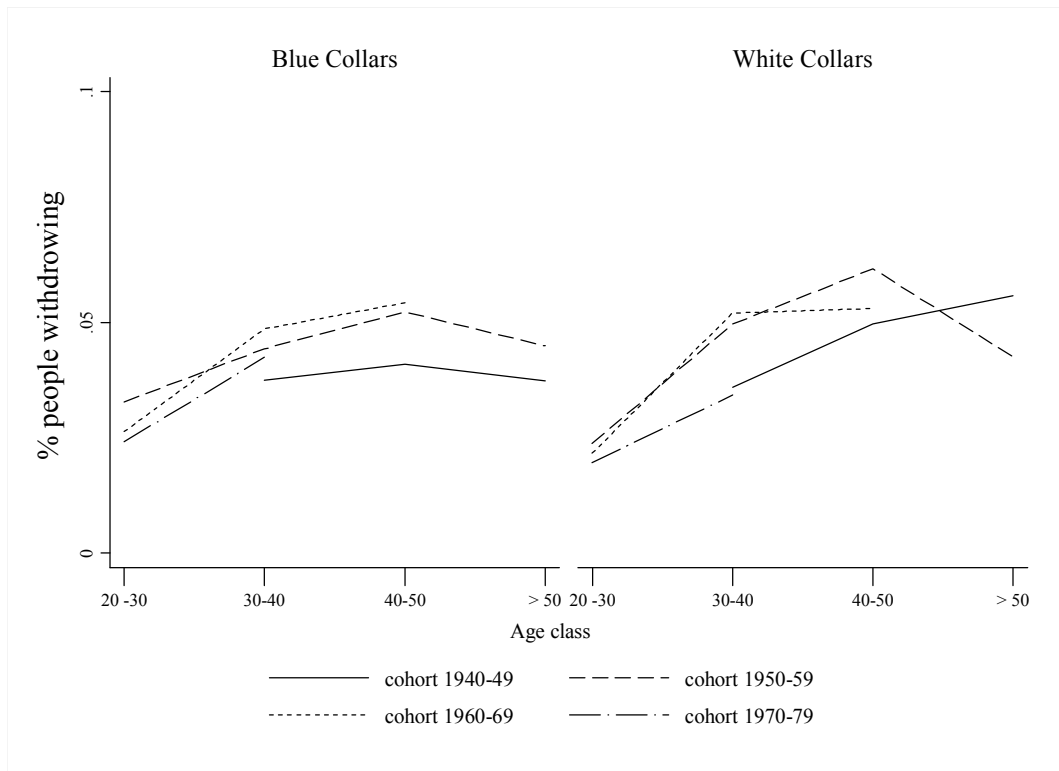 Blue Collars
White Collars
% people withdrowing
.1
.05
0
20 -30
30-40
40-50
> 50
20 -30
30-40
40-50
> 50
Age class
cohort 1940-49
cohort 1950-59
cohort 1960-69
cohort 1970-79